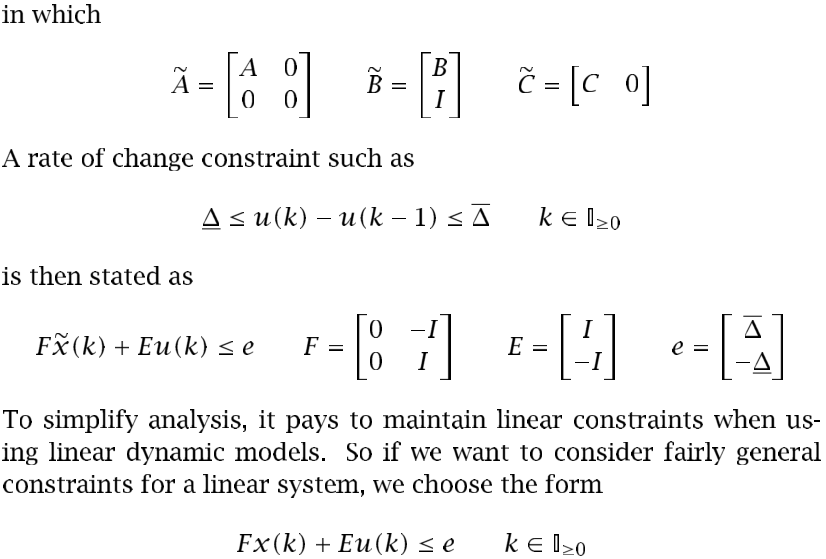 in which
$\widetilde{A} = \begin{bmatrix} A & 0 \\ 0 & 0 \end{bmatrix} \qquad \widetilde{B} = \begin{bmatrix} B \\ I \end{bmatrix} \qquad \widetilde{C} = \begin{bmatrix} C & 0 \end{bmatrix}$
A rate of change constraint such as
$\underline{\Delta} \leq u(k) - u(k-1) \leq \overline{\Delta} \qquad k \in \mathbb{I}_{\geq 0}$
is then stated as
$F\widetilde{x}(k) + Eu(k) \leq e \qquad F = \begin{bmatrix} 0 & -I \\ 0 & I \end{bmatrix} \qquad E = \begin{bmatrix} I \\ -I \end{bmatrix} \qquad e = \begin{bmatrix} \overline{\Delta} \\ -\underline{\Delta} \end{bmatrix}$
To simplify analysis, it pays to maintain linear constraints when us-
ing linear dynamic models. So if we want to consider fairly general
constraints for a linear system, we choose the form
$Fx(k) + Eu(k) \leq e \qquad k \in \mathbb{I}_{\geq 0}$